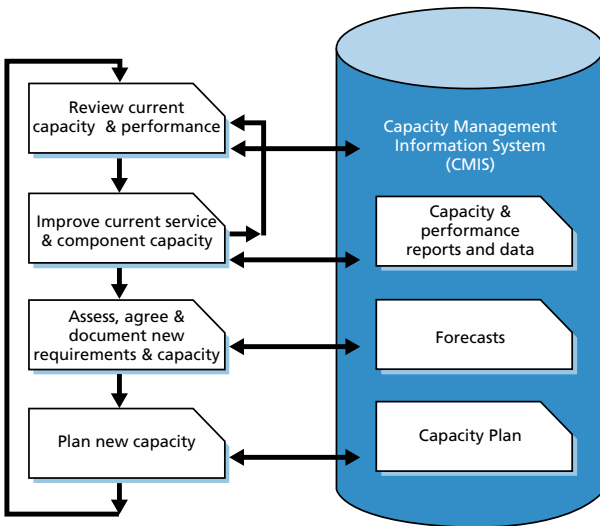 Review current
capacity & performance
Improve current service
& component capacity
Assess, agree &
document new
requirements & capacity
Plan new capacity
Capacity Management
Information System
(CMIS)
Capacity &
performance
reports and data
Forecasts
Capacity Plan